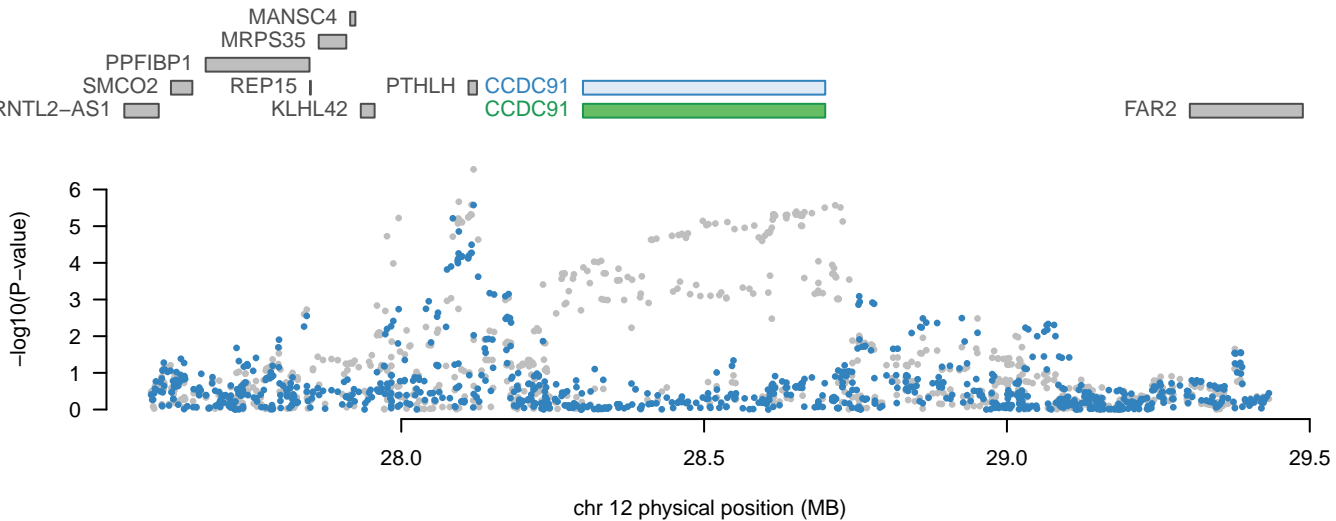 MANSC4
MRPS35
PPFIBP1
SMCO2 REP15 PTHLH CCDC91
RNTL2−AS1 KLHL42 CCDC91 FAR2
6
5
4
3
2
1
0
−log10(P−value)
28.0 28.5 29.0 29.5
chr 12 physical position (MB)